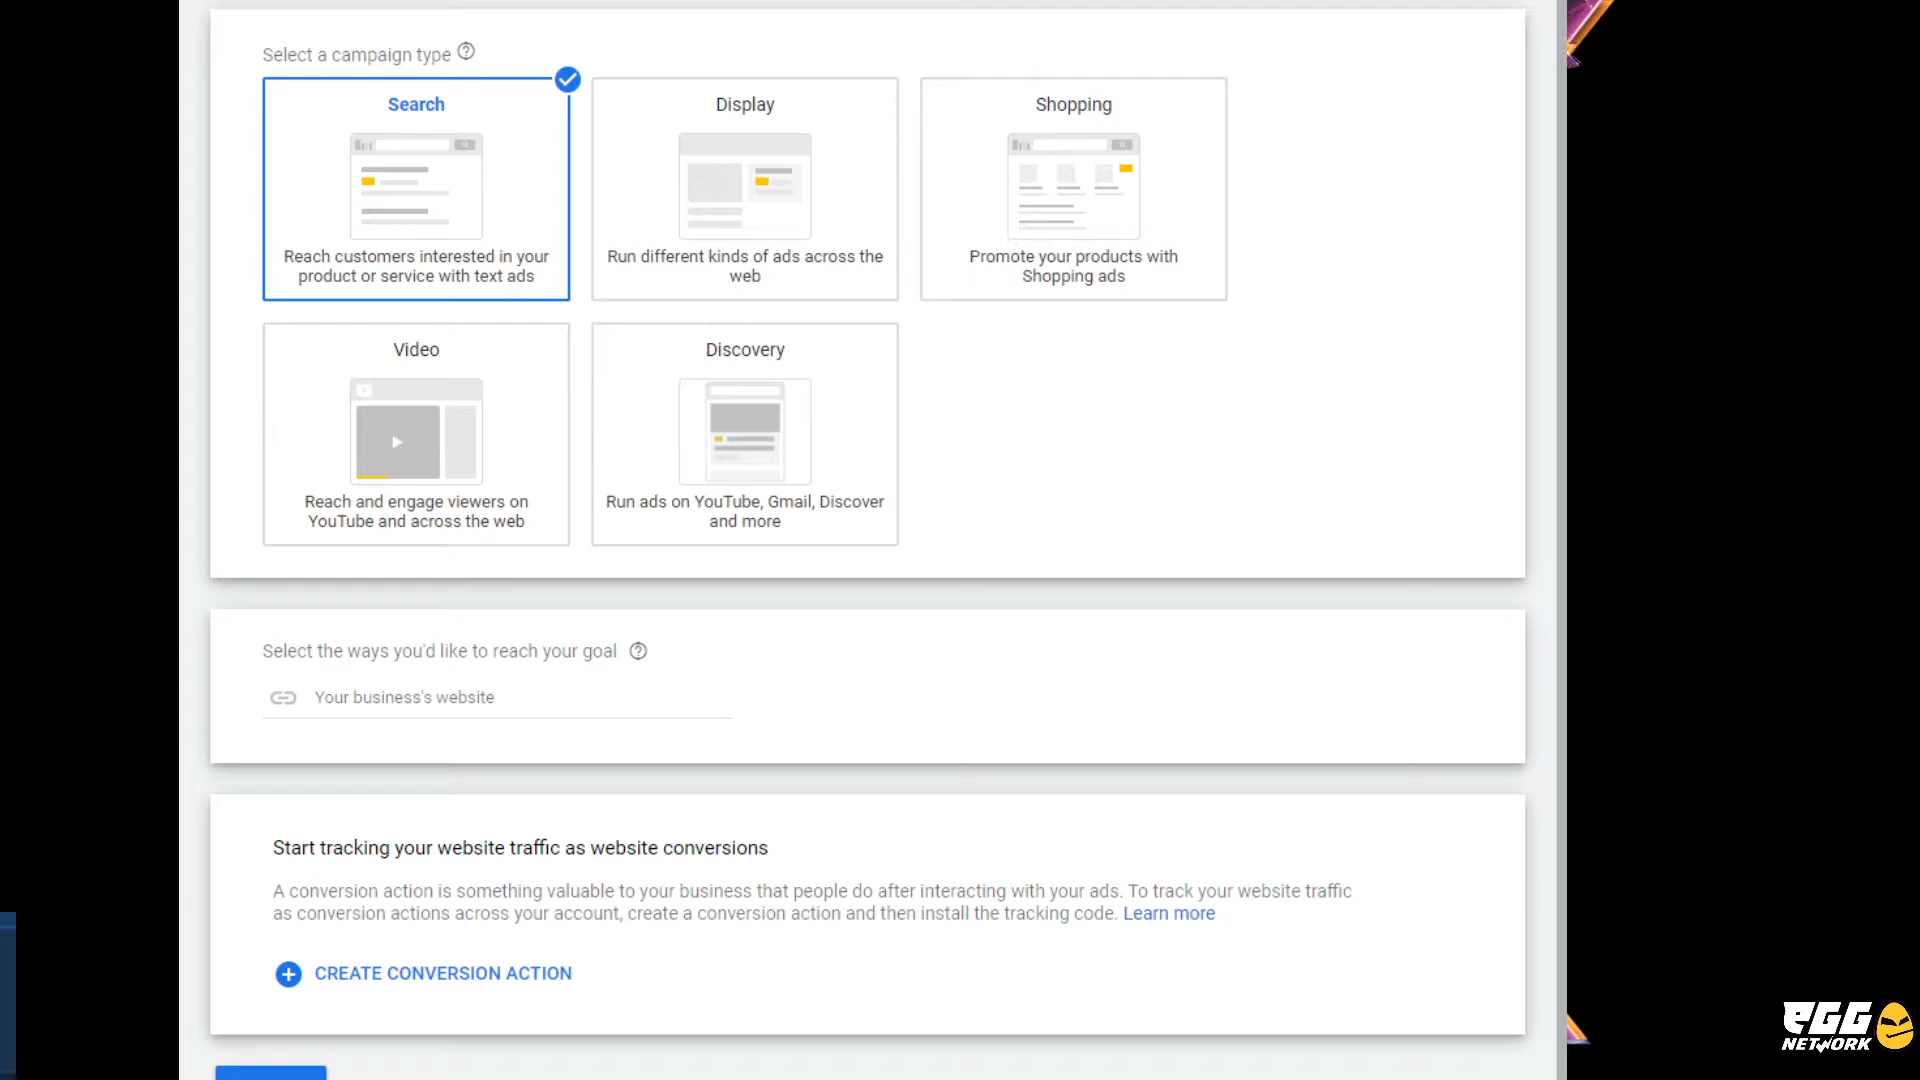 Select a campaign type
Search
Display
Shopping
Reach customers interested in your
product or service with text ads
Run different kinds of ads across the
web
Promote your products with
Shopping ads
Video
Discovery
Reach and engage viewers on
YouTube and across the web
Run ads on YouTube, Gmail, Discover
and more
Select the ways you'd like to reach your goal
Your business's website
Start tracking your website traffic as website conversions
A conversion action is something valuable to your business that people do after interacting with your ads. To track your website traffic
as conversion actions across your account, create a conversion action and then install the tracking code. Learn more
CREATE CONVERSION ACTION
eGG
NETWORK